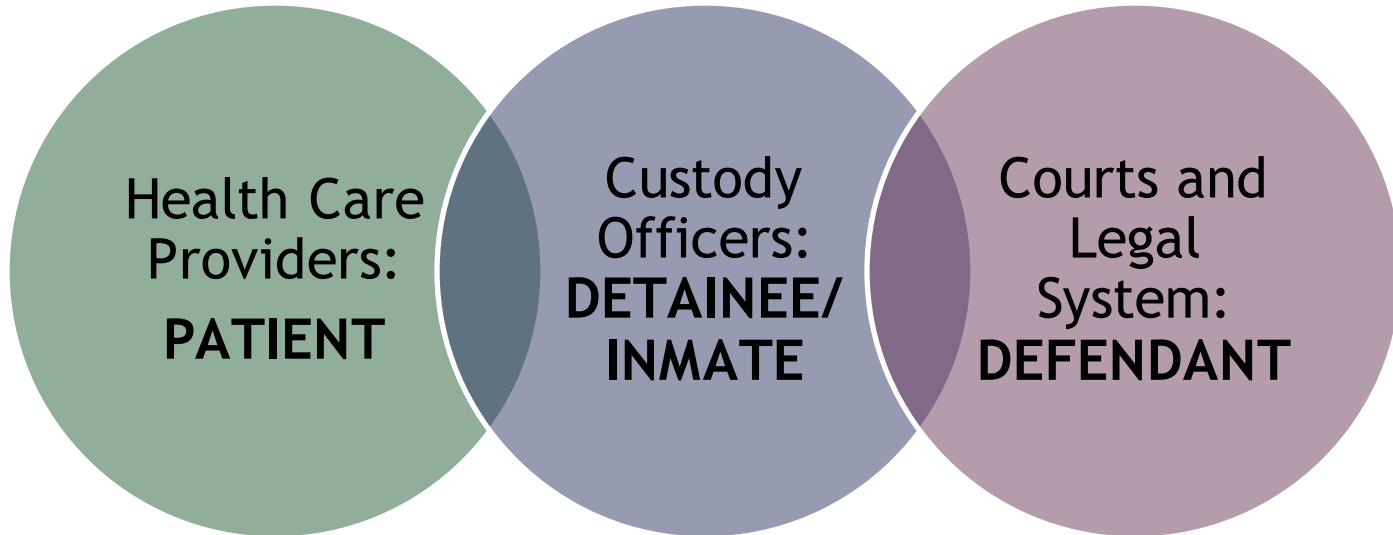 Health Care
Providers:
PATIENT
Custody
Officers:
DETAINEE/
INMATE
Courts and
Legal
System:
DEFENDANT